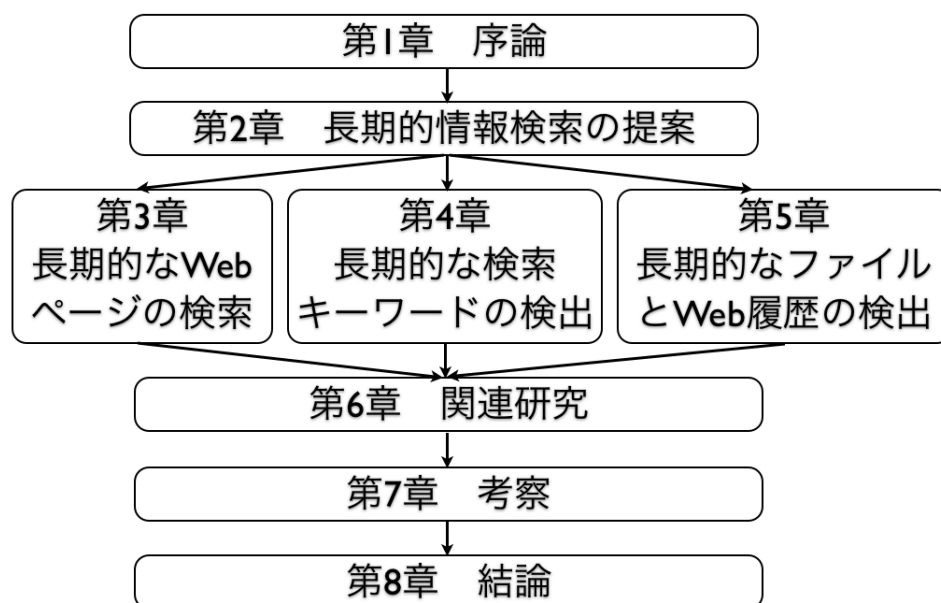 第1章　序論
第2章　長期的情報検索の提案
第3章
長期的なWeb
ページの検索
第4章
長期的な検索
キーワードの検出
第5章
長期的なファイル
とWeb履歴の検出
第6章　関連研究
第7章　考察
第8章　結論